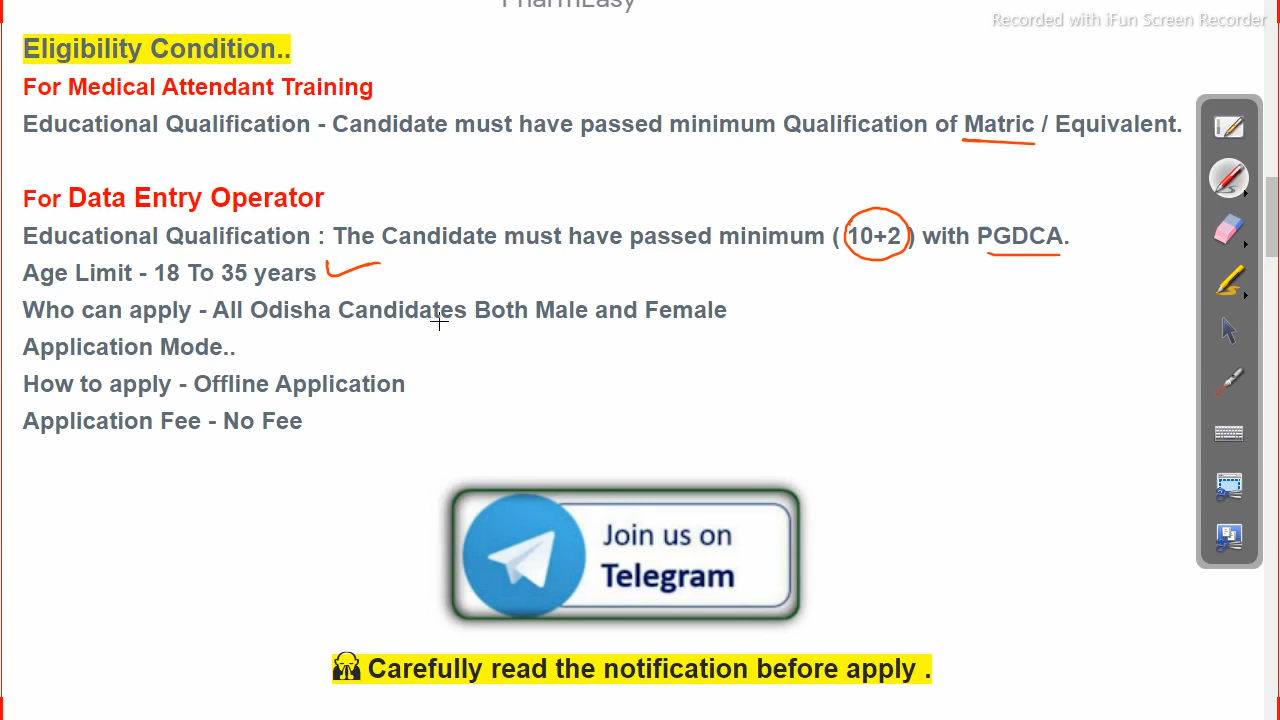 PharmEasy
Recorded with iFun Screen Recorder
Eligibility Condition..
For Medical Attendant Training
Educational Qualification - Candidate must have passed minimum Qualification of Matric / Equivalent.
For Data Entry Operator
Educational Qualification : The Candidate must have passed minimum ( 10+2 ) with PGDCA.
Age Limit - 18 To 35 years
Who can apply - All Odisha Candidates Both Male and Female
Application Mode..
How to apply - Offline Application
Application Fee - No Fee
Join us on
Telegram
Carefully read the notification before apply .